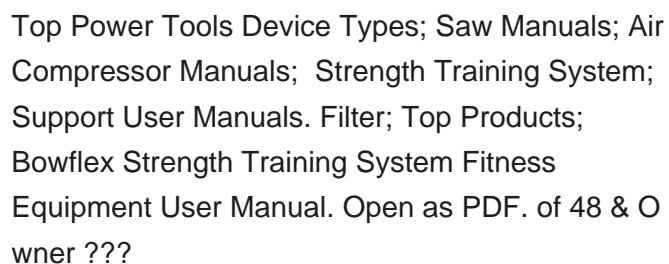 Top Power Tools Device Types; Saw Manuals; Air
Compressor Manuals;  Strength Training System;
Support User Manuals. Filter; Top Products;
Bowflex Strength Training System Fitness
Equipment User Manual. Open as PDF. of 48 & O
wner ???